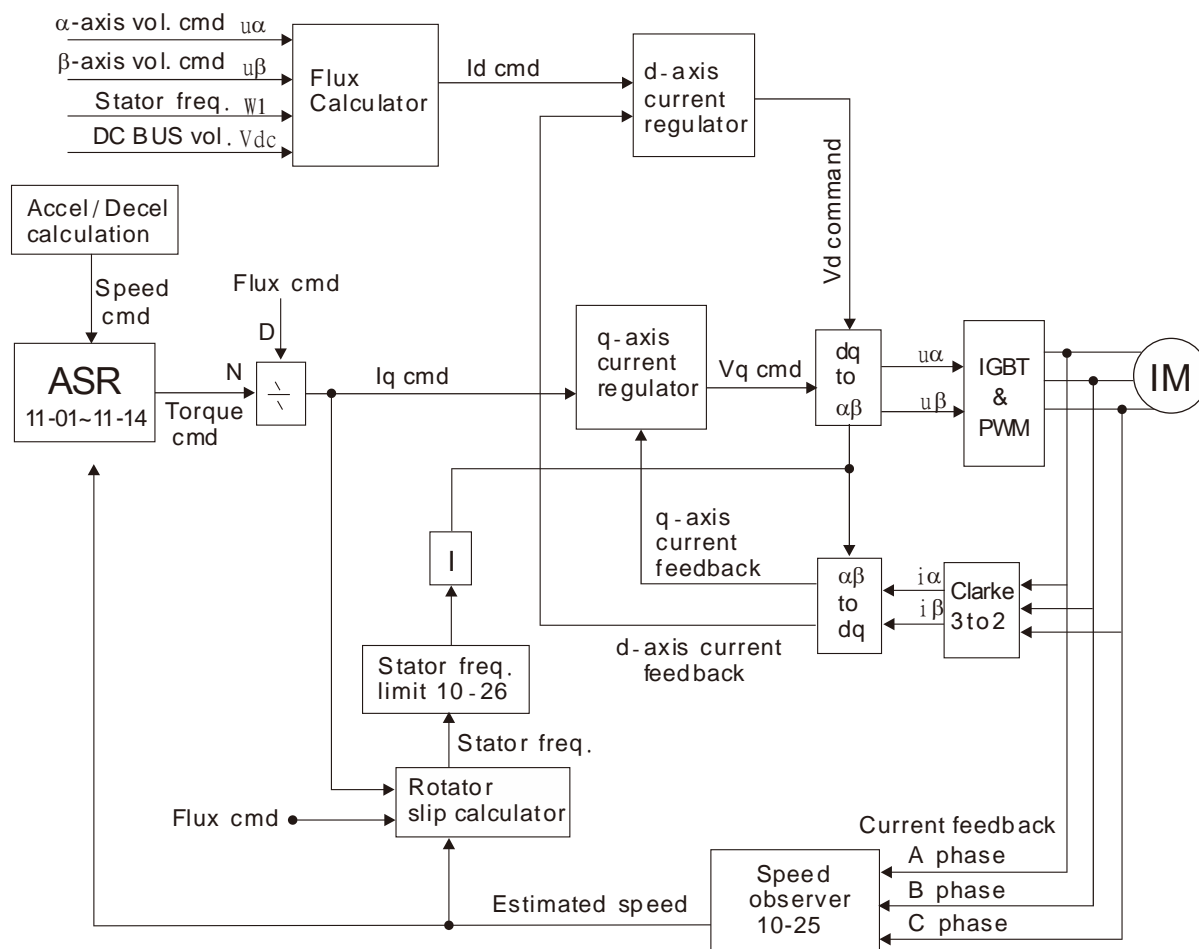 α-axis vol. cmd uα
β-axis vol. cmd uβ
Stator freq. W1
DC BUS vol. Vdc
Flux
Calculator
Id cmd
d-axis
current
regulator
Accel/Decel
calculation
Speed
cmd
Flux cmd
D
Vd command
ASR
11-01~11-14
N
Torque
cmd
Iq cmd
q-axis
current
regulator
Vq cmd
dq
to
αβ
uα
uβ
IGBT
&
PWM
IM
q-axis
current
feedback
I
αβ
to
dq
iα
iβ
Clarke
3 to 2
d-axis current
feedback
Stator freq.
limit 10-26
Stator freq.
Rotator
slip calculator
Flux cmd
Current feedback
A phase
B phase
C phase
Speed
observer
10-25
Estimated speed